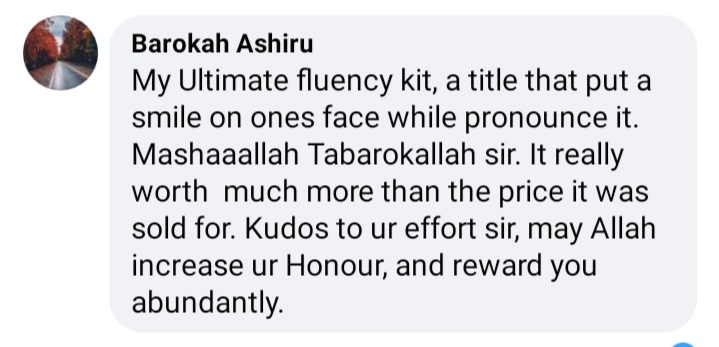 Barokah Ashiru
My Ultimate fluency kit, a title that put a
smile on ones face while pronounce it.
Mashaaallah Tabarokallah sir. It really
worth  much more than the price it was
sold for. Kudos to ur effort sir, may Allah
increase ur Honour, and reward you
abundantly.